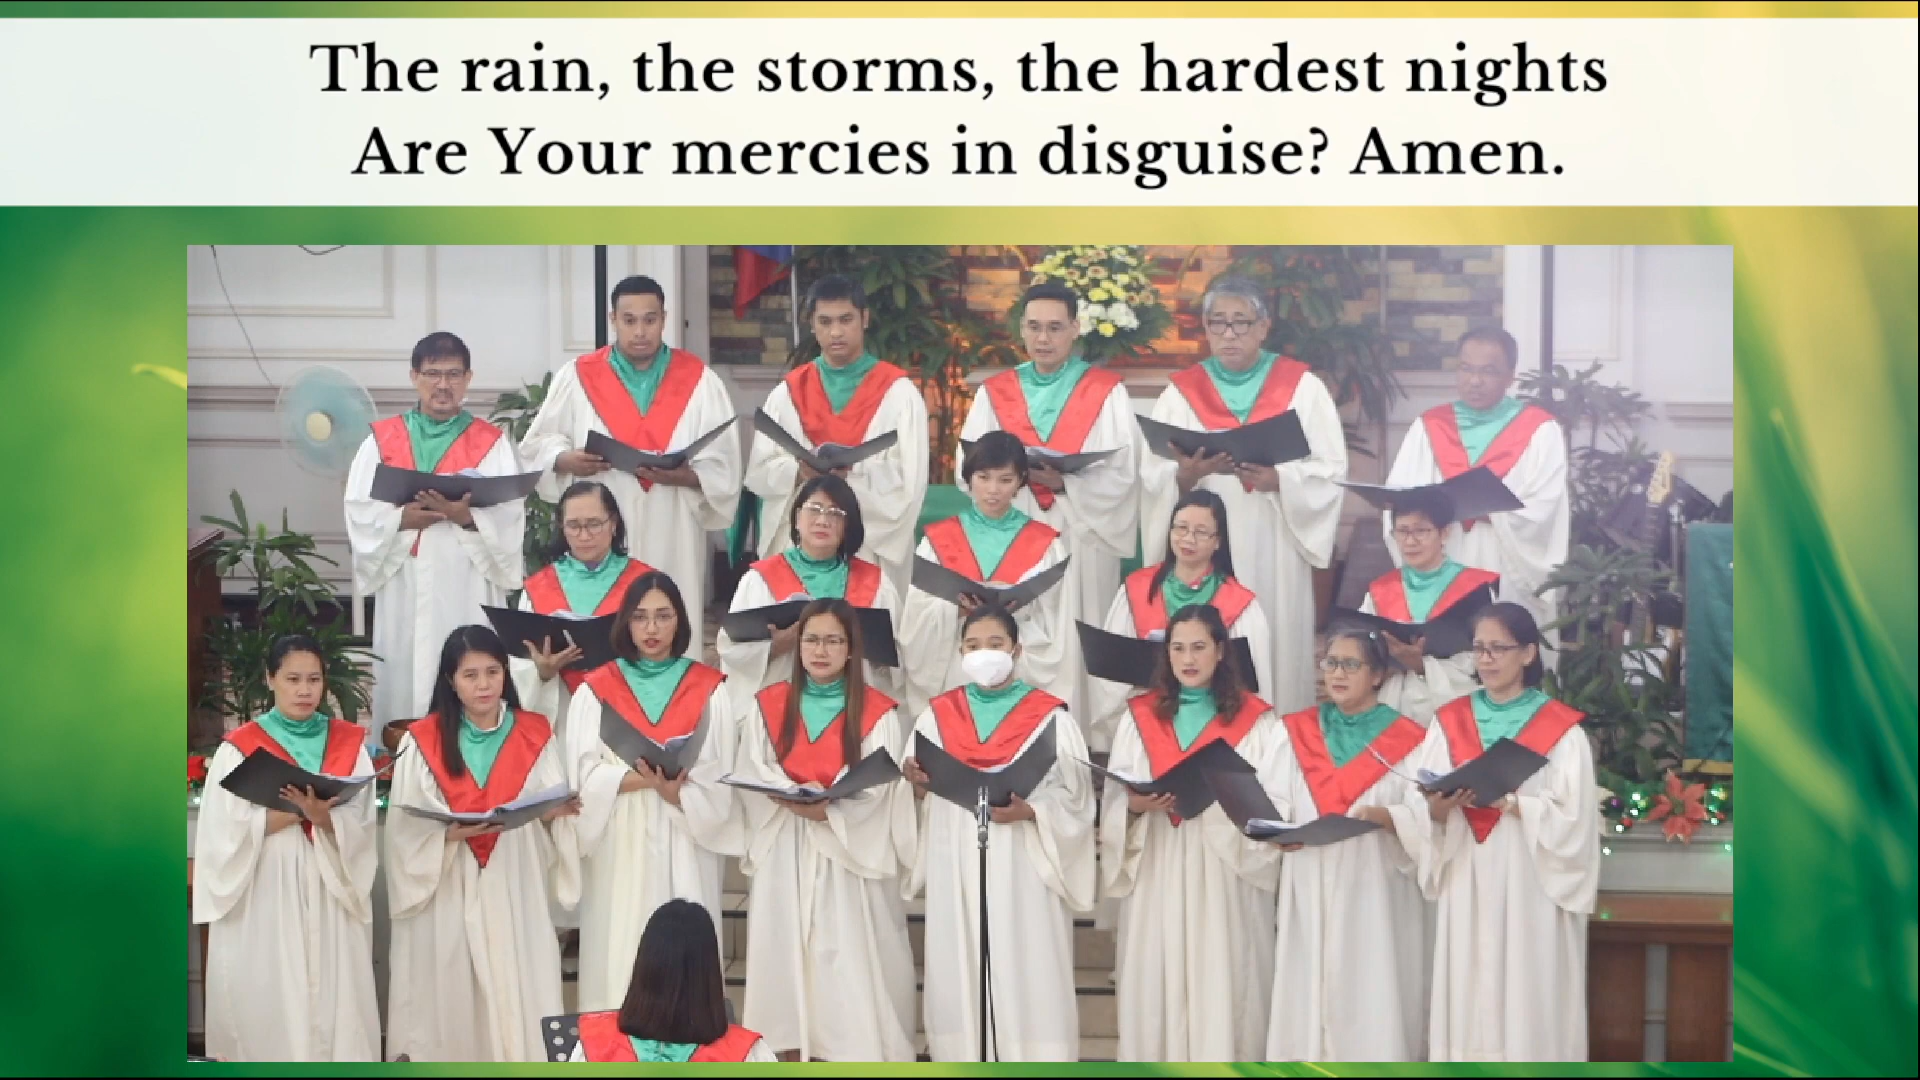 The rain, the storms, the hardest nights
Are Your mercies in disguise? Amen.